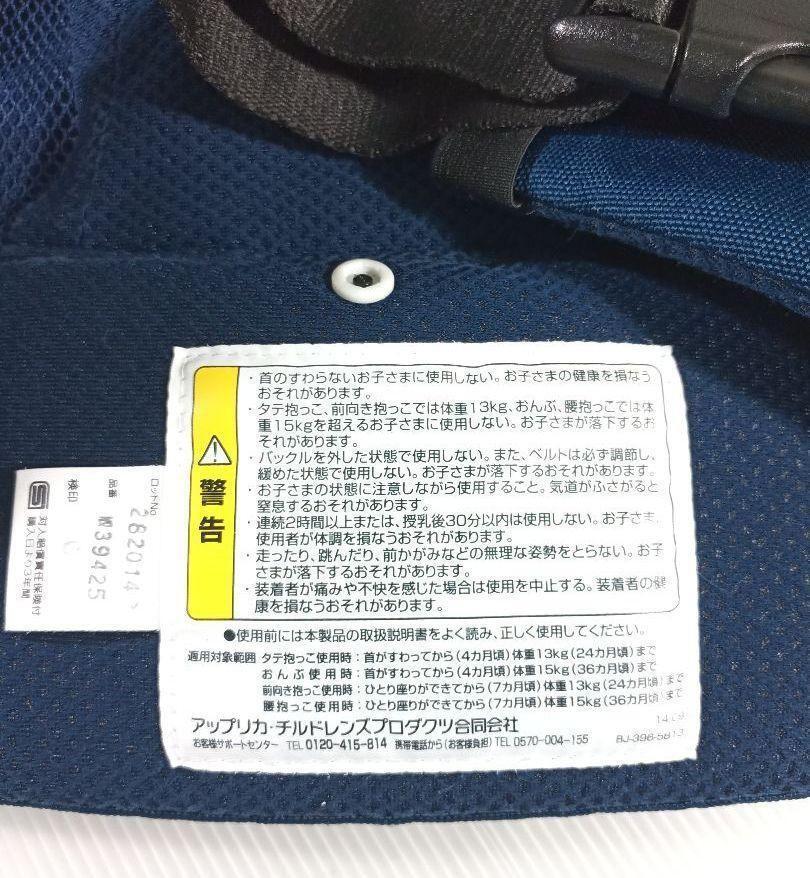 警告
・首のすわらないお子さまに使用しない。お子さまの健康を損なう
おそれがあります。
・タテ抱っこ、前向き抱っこでは体重13kg、おんぶ、腰抱っこでは体
重15kgを超えるお子さまに使用しない。お子さまが落下するお
それがあります。
・バックルを外した状態で使用しない。また、ベルトは必ず調節し、
緩めた状態で使用しない。お子さまが落下するおそれがあります。
・お子さまの状態に注意しながら使用すること。気道がふさがると
窒息するおそれがあります。
・連続2時間以上または、授乳後30分以内は使用しない。お子さま、
使用者が体調を損なうおそれがあります。
・走ったり、跳んだり、前かがみなどの無理な姿勢をとらない。お子
さまが落下するおそれがあります。
・装着者が痛みや不快を感じた場合は使用を中止する。装着者の健
康を損なうおそれがあります。
●使用前には本製品の取扱説明書をよく読み、正しく使用してください。
適用対象範囲 タテ抱っこ使用時：首がすわってから(4カ月頃)体重13kg(24カ月頃)まで
おんぶ使用時：首がすわってから(4カ月頃)体重15kg(36カ月頃)まで
前向き抱っこ使用時：ひとり座りができてから(7カ月頃)体重13kg(24カ月頃)まで
腰抱っこ使用時：ひとり座りができてから(7カ月頃)体重15kg(36カ月頃)まで
アップリカ・チルドレンズプロダクツ合同会社
お客様サポートセンター TEL0120-415-814 携帯電話から(お客様負担)TEL0570-004-155
14.09
BJ-396-5813
ロットNo. 262014
品番 M39425
検印
S 対人賠償責任保険付
購入日より3年間